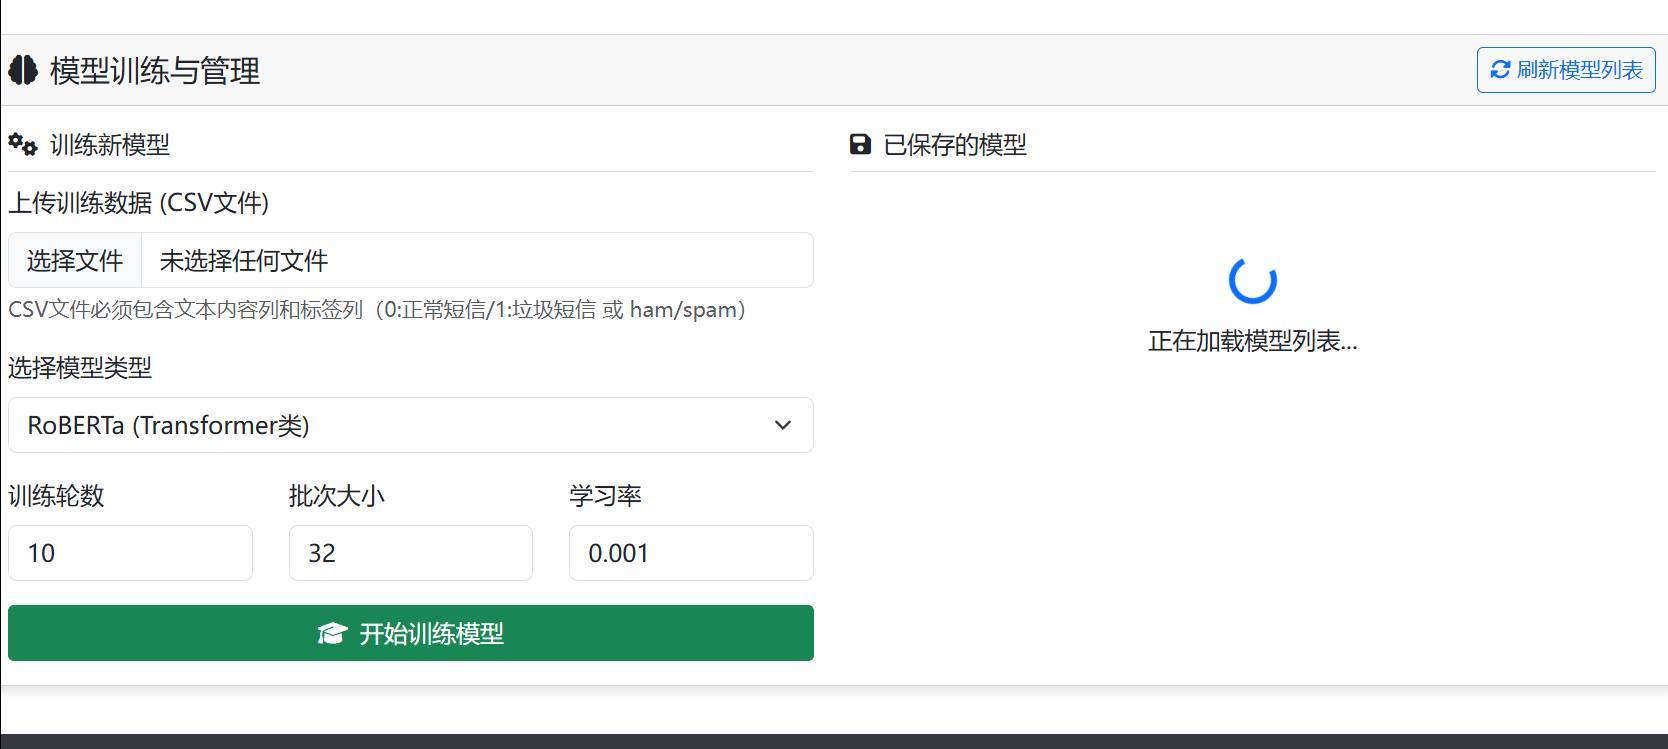 模型训练与管理
刷新模型列表
训练新模型
上传训练数据 (CSV文件)
选择文件 未选择任何文件
CSV文件必须包含文本内容列和标签列（0:正常短信/1:垃圾短信 或 ham/spam）
选择模型类型
RoBERTa (Transformer类)
训练轮数 批次大小 学习率
10 32 0.001
开始训练模型
已保存的模型
正在加载模型列表...